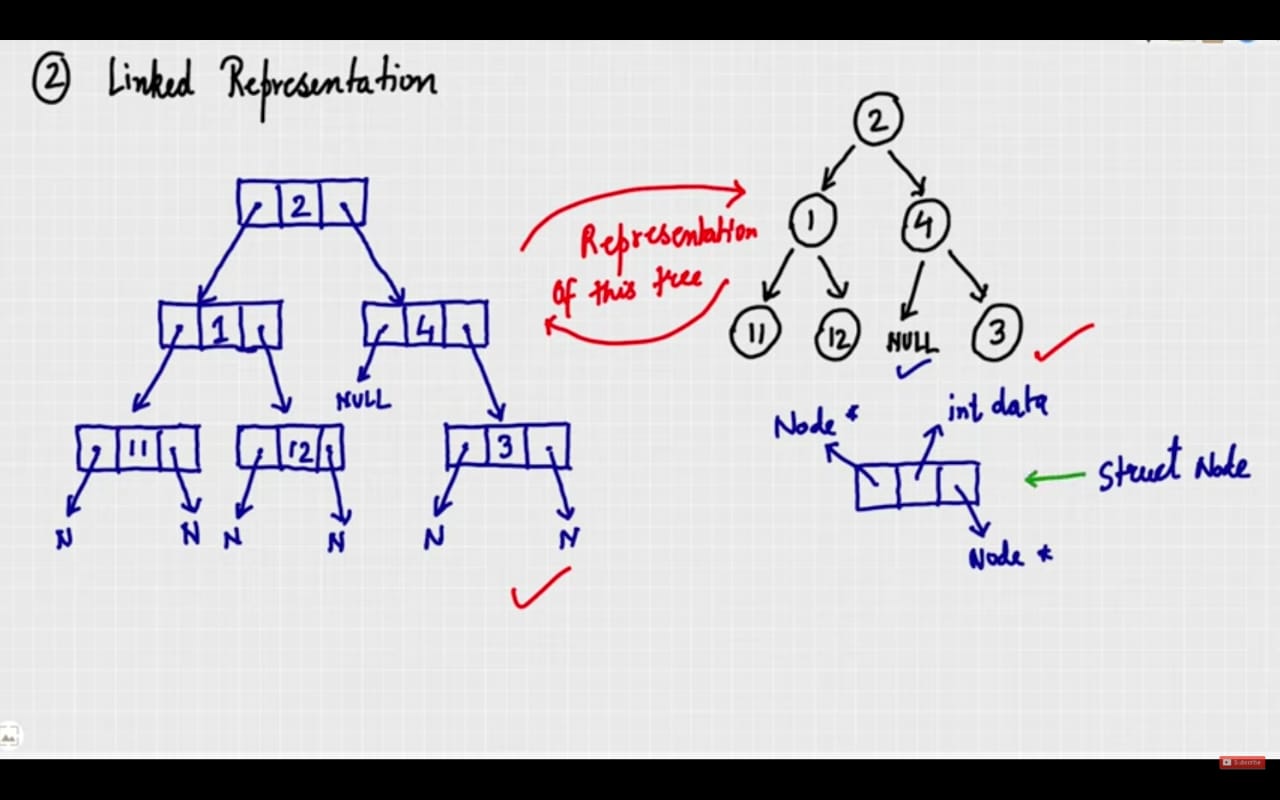 ② Linked Representation
2
1 4
NULL
11 12 3
N N N N N N
Representation
Of this tree
2
1 4
11 12 NULL 3
Node *
int data
Struct Node
Node *
Subscribe